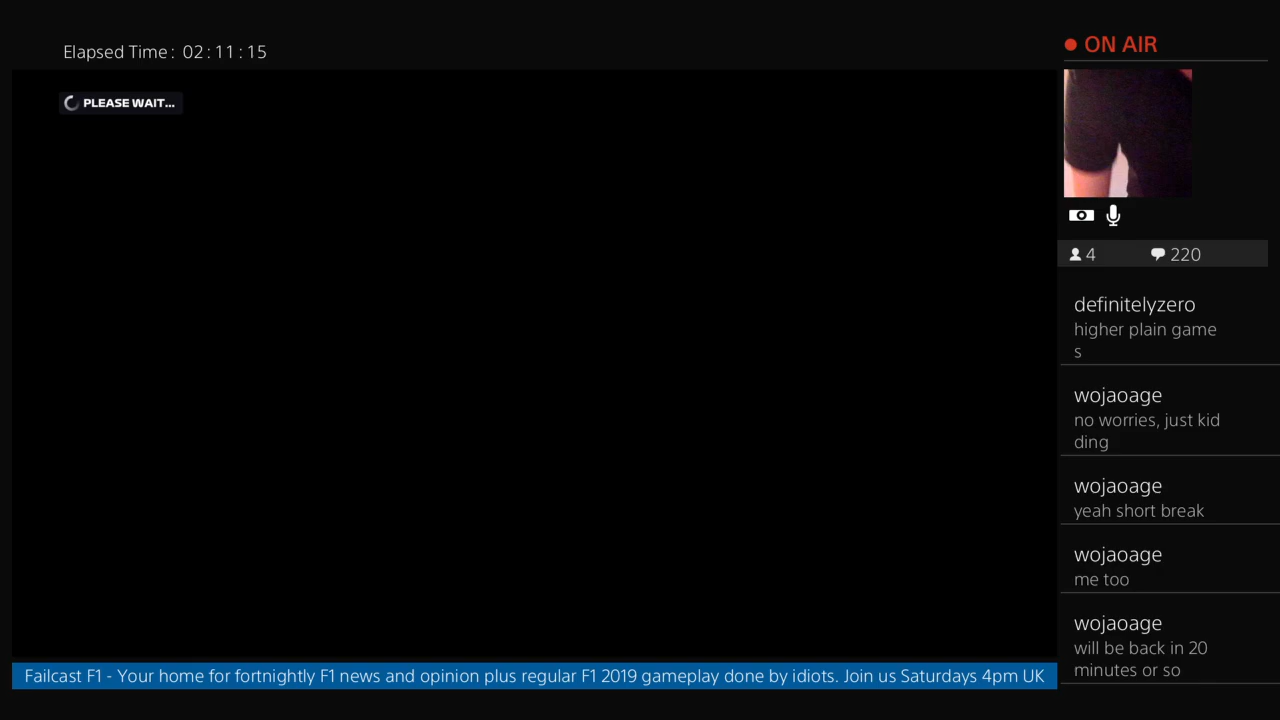 Elapsed Time: 02:11:15
ON AIR
PLEASE WAIT...
4
220
definitelyzero
higher plain game
s
wojaoage
no worries, just kid
ding
wojaoage
yeah short break
wojaoage
me too
wojaoage
will be back in 20
minutes or so
Failcast F1 - Your home for fortnightly F1 news and opinion plus regular F1 2019 gameplay done by idiots. Join us Saturdays 4pm UK